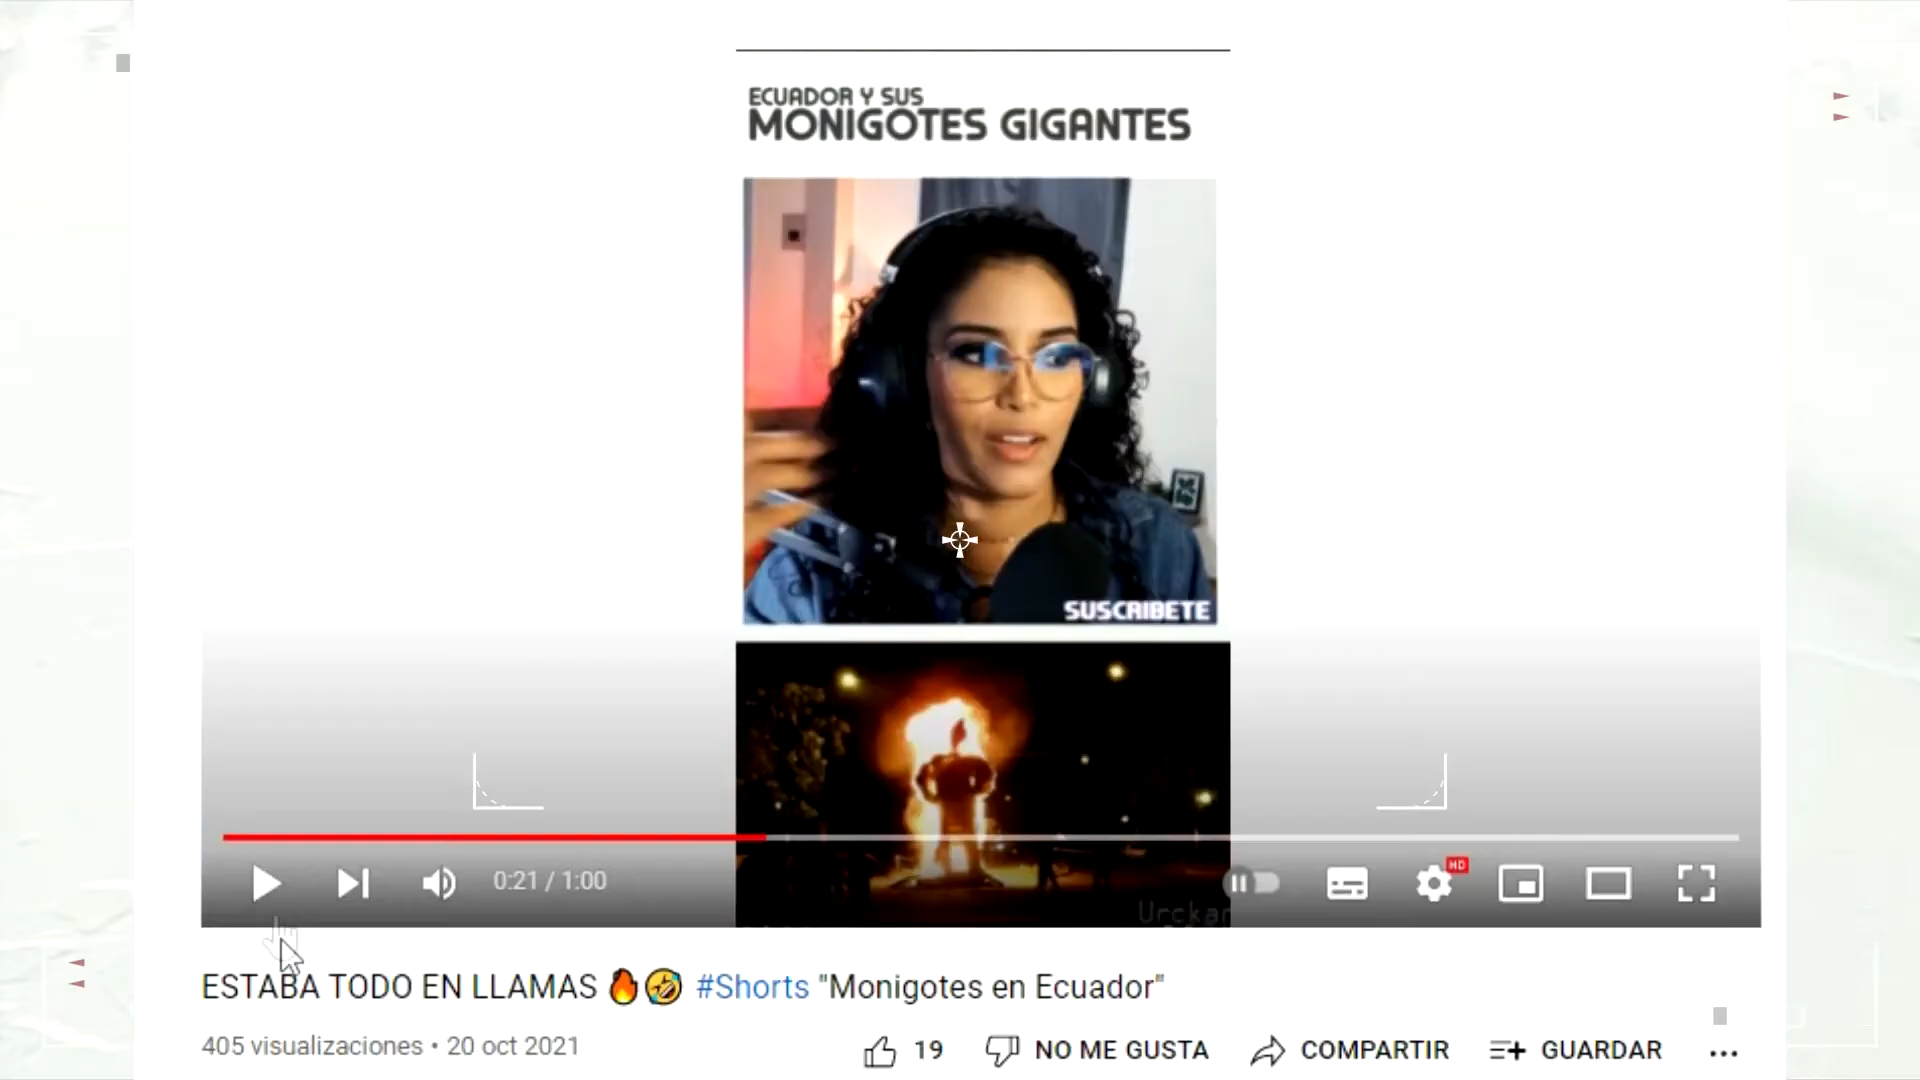 ECUADOR Y SUS
MONIGOTES GIGANTES
SUSCRIBETE
Urckar
0:21 / 1:00
HD
ESTABA TODO EN LLAMAS 🔥🤣 #Shorts "Monigotes en Ecuador"
405 visualizaciones • 20 oct 2021
19 NO ME GUSTA COMPARTIR GUARDAR ...